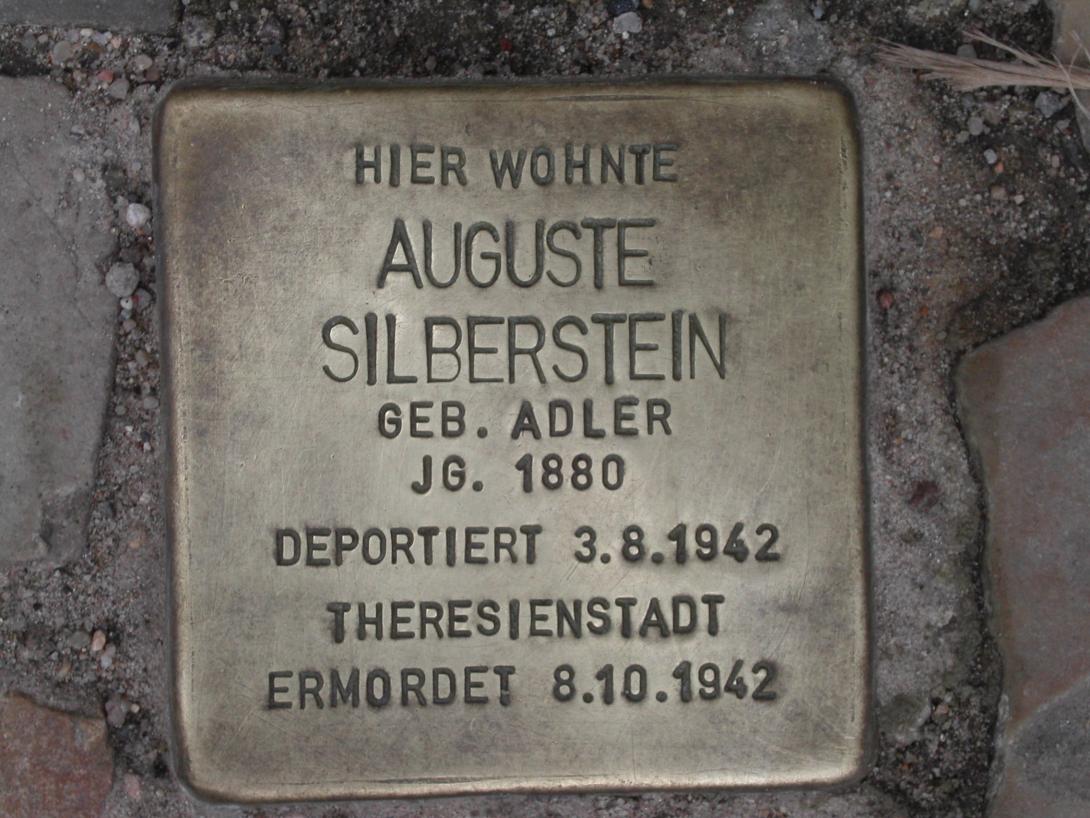 HIER WOHNTE
AUGUSTE
SILBERSTEIN
GEB. ADLER
JG. 1880
DEPORTIERT 3.8.1942
THERESIENSTADT
ERMORDET 8.10.1942